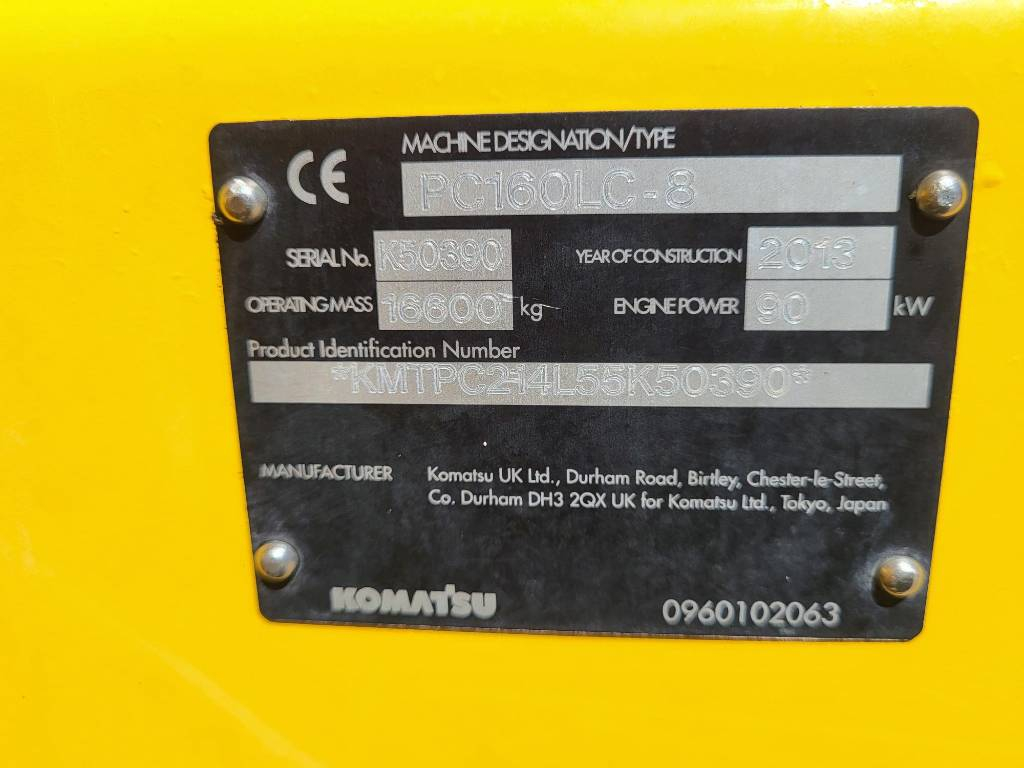 CE
MACHINE DESIGNATION/TYPE
PC160LC-8
SERIAL No. K50390 YEAR OF CONSTRUCTION 2013
OPERATING MASS 16600 kg ENGINE POWER 90 kW
Product Identification Number
*KMTPC214L55K50390*
MANUFACTURER Komatsu UK Ltd., Durham Road, Birtley, Chester-le-Street,
Co. Durham DH3 2QX UK for Komatsu Ltd., Tokyo, Japan
KOMATSU 0960102063